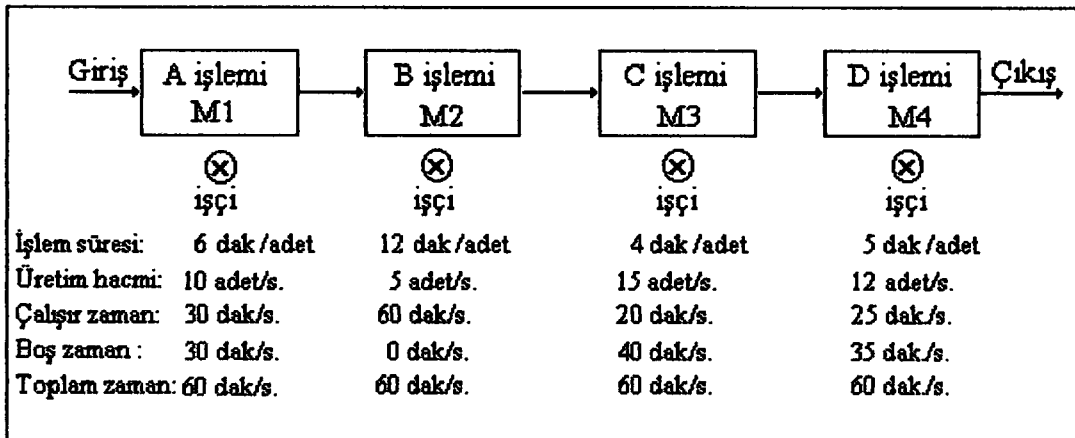 Giriş A işlemi B işlemi C işlemi D işlemi Çıkış
M1 M2 M3 M4
işçi işçi işçi işçi
İşlem süresi: 6 dak /adet 12 dak /adet 4 dak /adet 5 dak /adet
Üretim hacmi: 10 adet/s. 5 adet/s. 15 adet/s. 12 adet/s.
Çalışır zaman: 30 dak/s. 60 dak/s. 20 dak/s. 25 dak./s.
Boş zaman : 30 dak/s. 0 dak/s. 40 dak/s. 35 dak./s.
Toplam zaman: 60 dak/s. 60 dak/s. 60 dak/s. 60 dak./s.